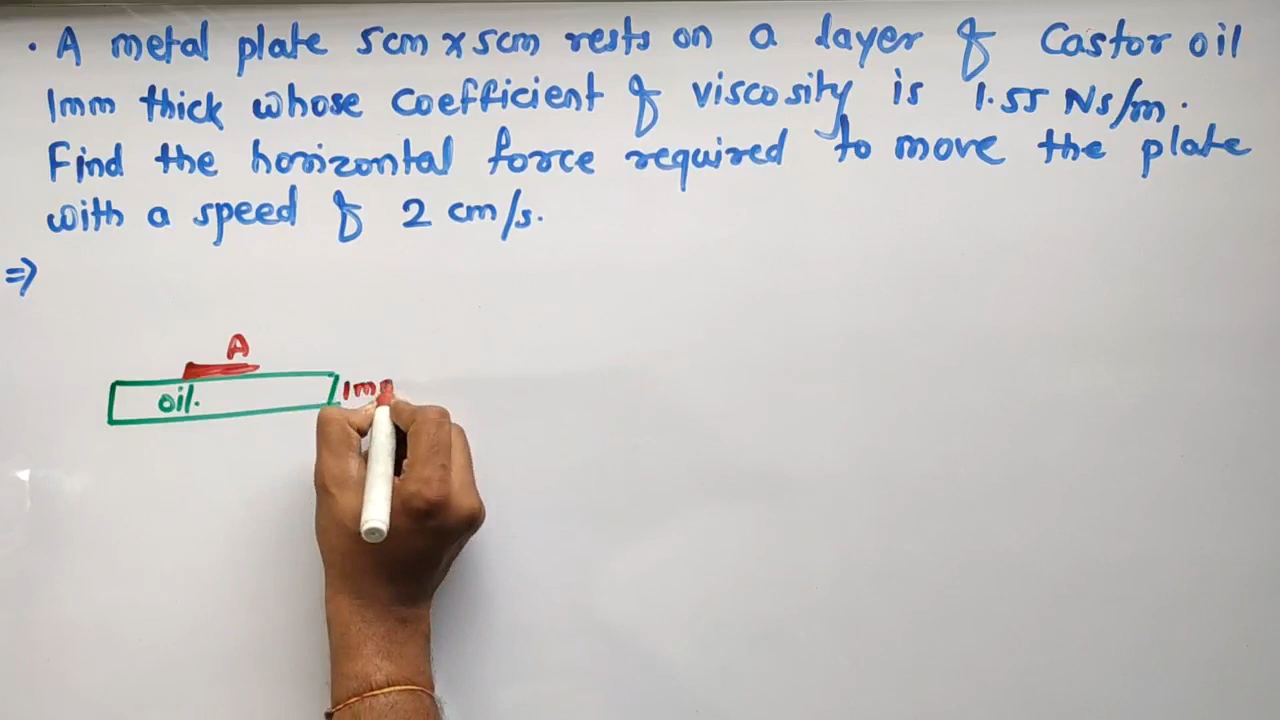 · A metal plate 5cm x 5cm rests on a layer of Castor oil
1mm thick whose coefficient of viscosity is 1.55 Ns/m.
Find the horizontal force required to move the plate
with a speed of 2 cm/s.
⇒
A
oil.
1m